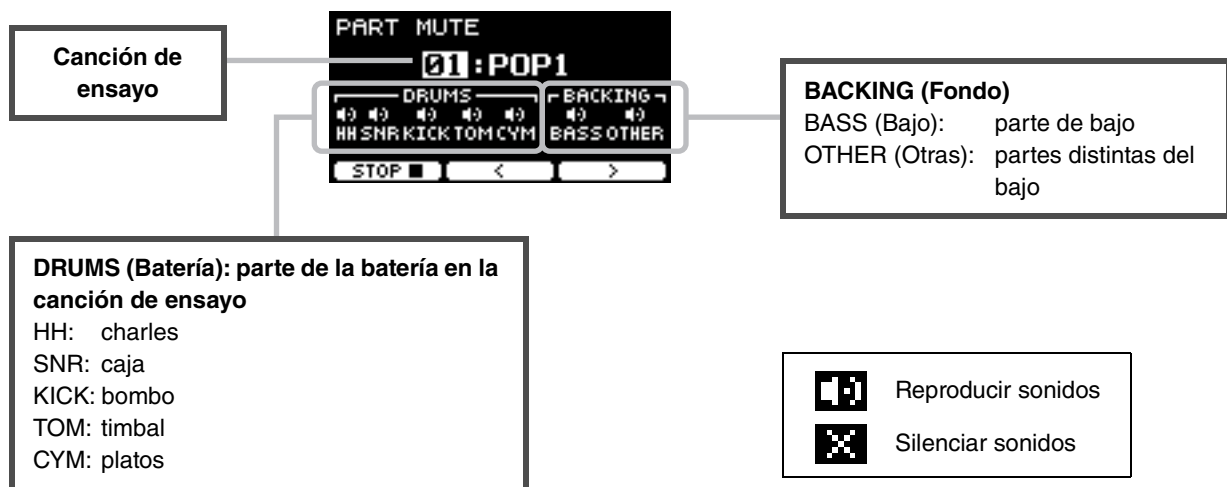 Canción de
ensayo
PART MUTE
01:POP1
DRUMS BACKING
HH SNR KICK TOM CYM BASS OTHER
STOP ■ < >
BACKING (Fondo)
BASS (Bajo): parte de bajo
OTHER (Otras): partes distintas del
bajo
DRUMS (Batería): parte de la batería en la
canción de ensayo
HH: charles
SNR: caja
KICK: bombo
TOM: timbal
CYM: platos
Reproducir sonidos
Silenciar sonidos